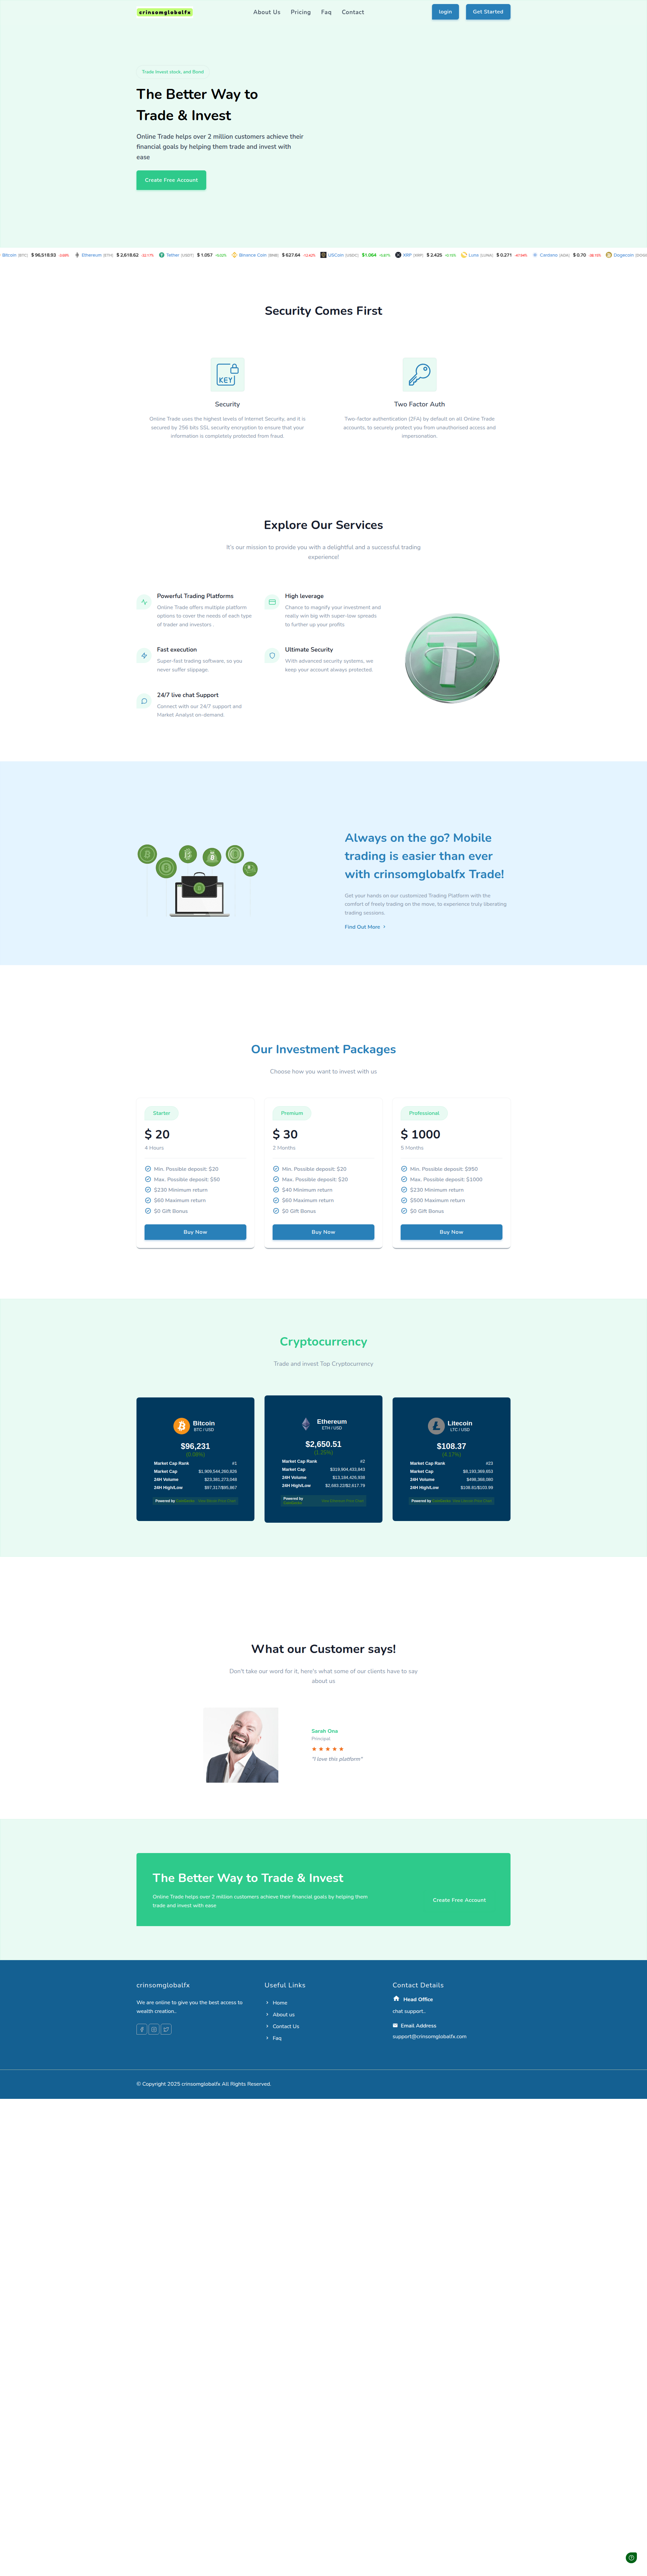 crinsomglobalfx
About Us
Pricing
Faq
Contact
login
Get Started
Trade Invest stock, and Bond
The Better Way to
Trade & Invest
Online Trade helps over 2 million customers achieve their
financial goals by helping them trade and invest with
ease
Create Free Account
Bitcoin (BTC) $ 96,518.93
Ethereum (ETH) $ 2,618.62
Tether (USDT) $ 1.057
Binance Coin (BNB) $ 627.64
USCoin (USDC) $1.064
XRP (XRP) $ 2.425
Luna (LUNA) $ 0.271
Cardano (ADA) $ 0.70
Dogecoin
Security Comes First
Security
Online Trade uses the highest levels of Internet Security, and it is
secured by 256 bits SSL security encryption to ensure that your
information is completely protected from fraud.
Two Factor Auth
Two-factor authentication (2FA) by default on all Online Trade
accounts, to securely protect you from unauthorised access and
impersonation.
Explore Our Services
It's our mission to provide you with a delightful and a successful trading
experience!
Powerful Trading Platforms
Online Trade offers multiple platform
options to cover the needs of each type
of trader and investors .
High leverage
Chance to magnify your investment and
really win big with super-low spreads
to further up your profits
Fast execution
Super-fast trading software, so you
never suffer slippage.
Ultimate Security
With advanced security systems, we
keep your account always protected.
24/7 live chat Support
Connect with our 24/7 support and
Market Analyst on-demand.
Always on the go? Mobile
trading is easier than ever
with crinsomglobalfx Trade!
Get your hands on our customized Trading Platform with the
comfort of freely trading on the move, to experience truly liberating
trading sessions.
Find Out More
Our Investment Packages
Choose how you want to invest with us
Starter
$ 20
4 Hours
Min. Possible deposit: $20
Max. Possible deposit: $50
$230 Minimum return
$60 Maximum return
$0 Gift Bonus
Buy Now
Premium
$ 30
2 Months
Min. Possible deposit: $20
Max. Possible deposit: $20
$40 Minimum return
$60 Maximum return
$0 Gift Bonus
Buy Now
Professional
$ 1000
5 Months
Min. Possible deposit: $950
Max. Possible deposit: $1000
$230 Minimum return
$500 Maximum return
$0 Gift Bonus
Buy Now
Cryptocurrency
Trade and invest Top Cryptocurrency
Bitcoin
BTC / USD
$96,231
Market Cap Rank #1
Market Cap
24H Volume $23,381,273,048
24H High/Low $97,317/$95,867
Powered by
Ethereum
ETH / USD
$2,650.51
Market Cap Rank #2
Market Cap $319,904,433,843
24H Volume $13,184,426,939
24H High/Low $2,683.22/$2,617.79
Powered by
Litecoin
LTC / USD
$108.37
Market Cap Rank #23
Market Cap $8,193,369,653
24H Volume $456,366,083
24H High/Low $108.81/$103.99
Powered by
What our Customer says!
Don't take our word for it, here's what some of our clients have to say
about us
Sarah Ona
Principal
"I love this platform"
The Better Way to Trade & Invest
Online Trade helps over 2 million customers achieve their financial goals by helping them
trade and invest with ease
Create Free Account
crinsomglobalfx
We are online to give you the best access to
wealth creation..
Useful Links
Home
About us
Contact Us
Faq
Contact Details
Head Office
chat support..
Email Address
support@crinsomglobalfx.com
© Copyright 2025 crinsomglobalfx All Rights Reserved.